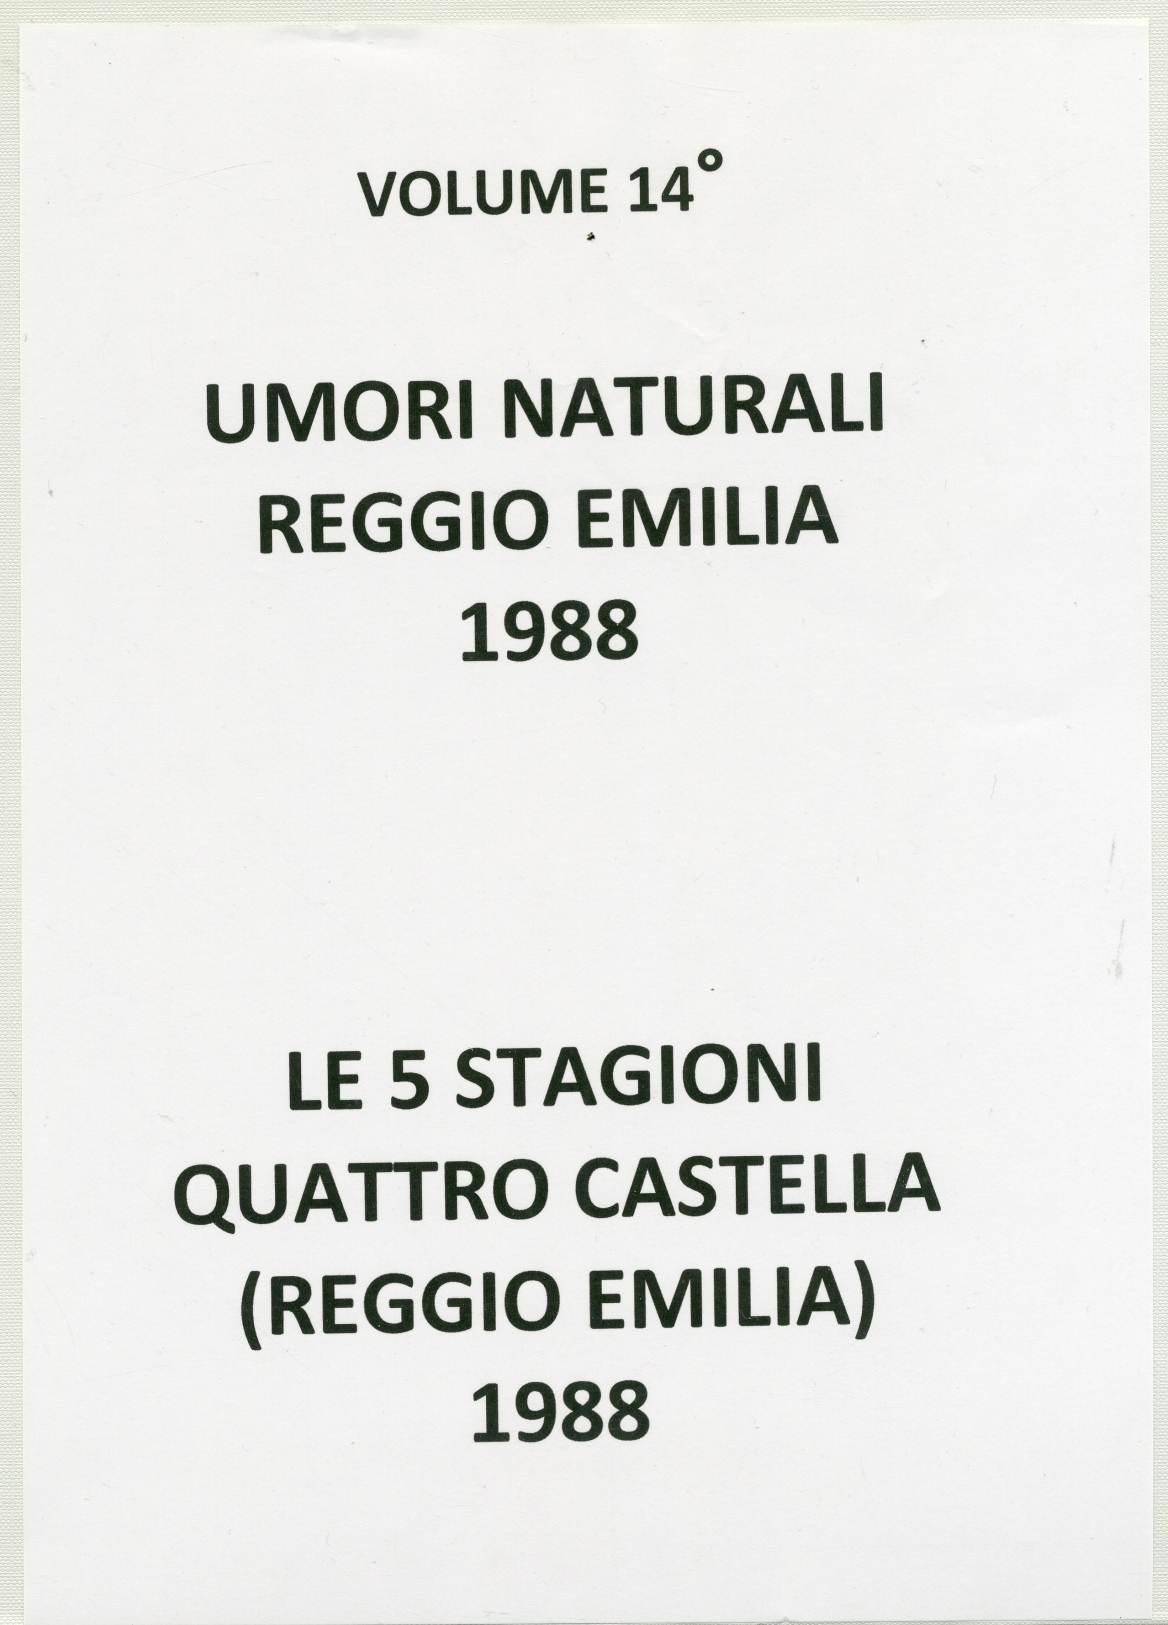 VOLUME 14°
UMORI NATURALI
REGGIO EMILIA
1988
LE 5 STAGIONI
QUATTRO CASTELLA
(REGGIO EMILIA)
1988